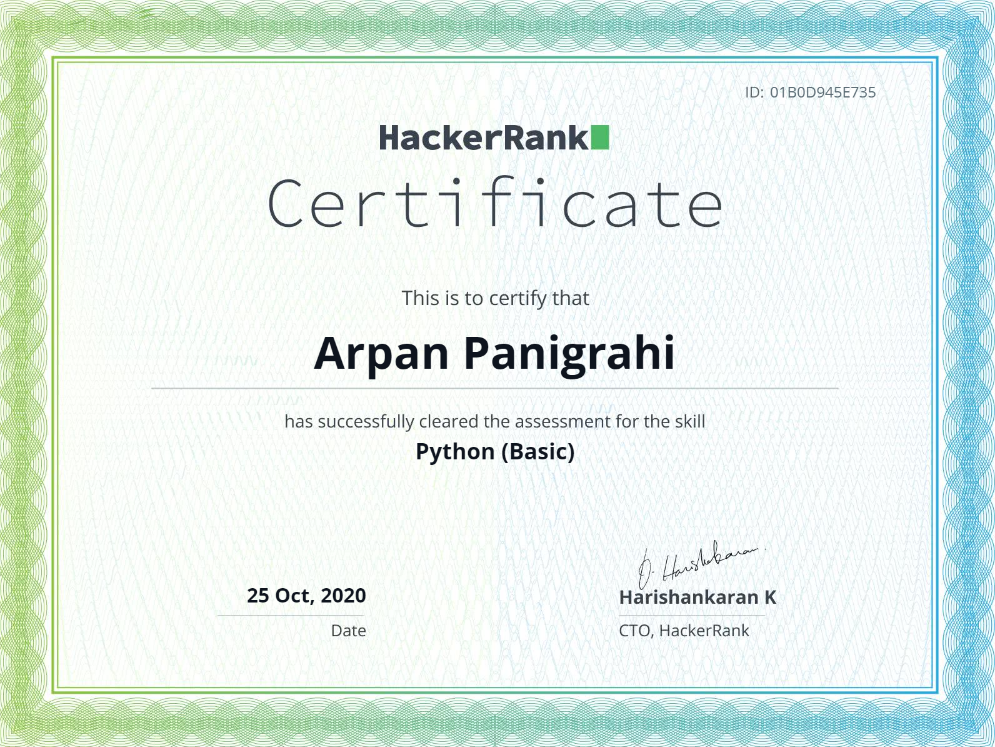 ID: 01B0D945E735
HackerRank
Certificate
This is to certify that
Arpan Panigrahi
has successfully cleared the assessment for the skill
Python (Basic)
25 Oct, 2020
Date
Harishankaran K
CTO, HackerRank